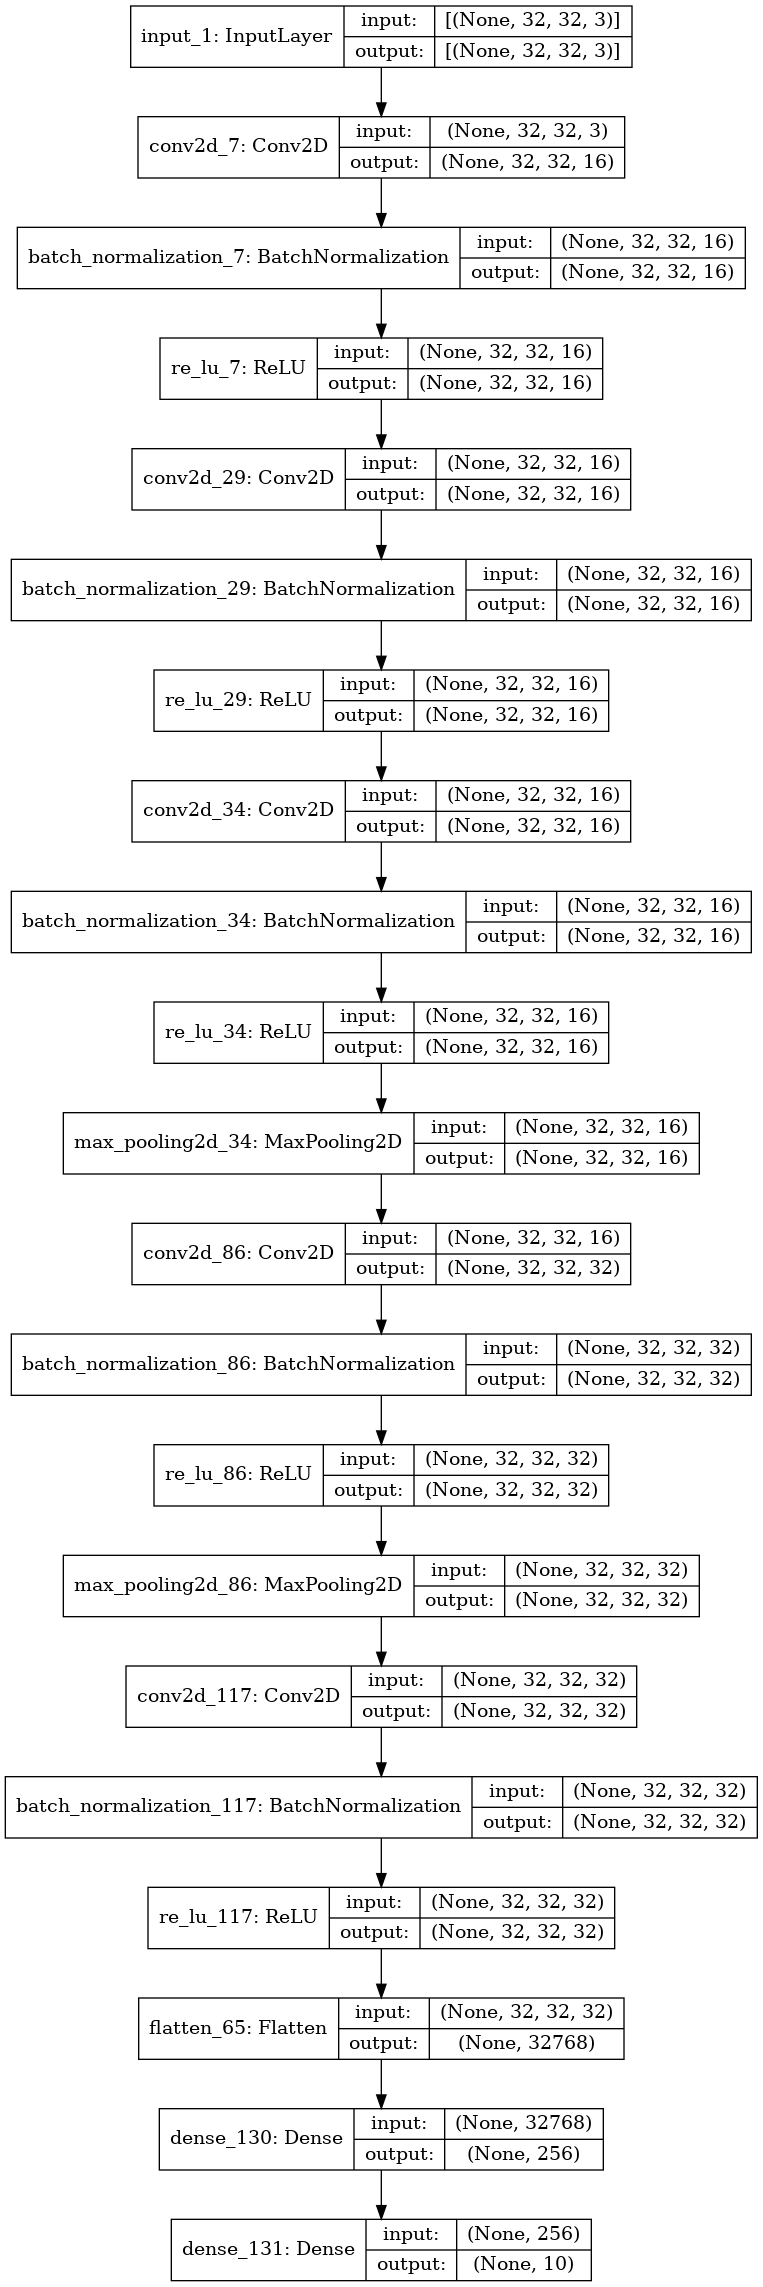 input_1: InputLayer
input: [(None, 32, 32, 3)]
output: [(None, 32, 32, 3)]
conv2d_7: Conv2D
input: (None, 32, 32, 3)
output: (None, 32, 32, 16)
batch_normalization_7: BatchNormalization
input: (None, 32, 32, 16)
output: (None, 32, 32, 16)
re_lu_7: ReLU
input: (None, 32, 32, 16)
output: (None, 32, 32, 16)
conv2d_29: Conv2D
input: (None, 32, 32, 16)
output: (None, 32, 32, 16)
batch_normalization_29: BatchNormalization
input: (None, 32, 32, 16)
output: (None, 32, 32, 16)
re_lu_29: ReLU
input: (None, 32, 32, 16)
output: (None, 32, 32, 16)
conv2d_34: Conv2D
input: (None, 32, 32, 16)
output: (None, 32, 32, 16)
batch_normalization_34: BatchNormalization
input: (None, 32, 32, 16)
output: (None, 32, 32, 16)
re_lu_34: ReLU
input: (None, 32, 32, 16)
output: (None, 32, 32, 16)
max_pooling2d_34: MaxPooling2D
input: (None, 32, 32, 16)
output: (None, 32, 32, 16)
conv2d_86: Conv2D
input: (None, 32, 32, 16)
output: (None, 32, 32, 32)
batch_normalization_86: BatchNormalization
input: (None, 32, 32, 32)
output: (None, 32, 32, 32)
re_lu_86: ReLU
input: (None, 32, 32, 32)
output: (None, 32, 32, 32)
max_pooling2d_86: MaxPooling2D
input: (None, 32, 32, 32)
output: (None, 32, 32, 32)
conv2d_117: Conv2D
input: (None, 32, 32, 32)
output: (None, 32, 32, 32)
batch_normalization_117: BatchNormalization
input: (None, 32, 32, 32)
output: (None, 32, 32, 32)
re_lu_117: ReLU
input: (None, 32, 32, 32)
output: (None, 32, 32, 32)
flatten_65: Flatten
input: (None, 32, 32, 32)
output: (None, 32768)
dense_130: Dense
input: (None, 32768)
output: (None, 256)
dense_131: Dense
input: (None, 256)
output: (None, 10)